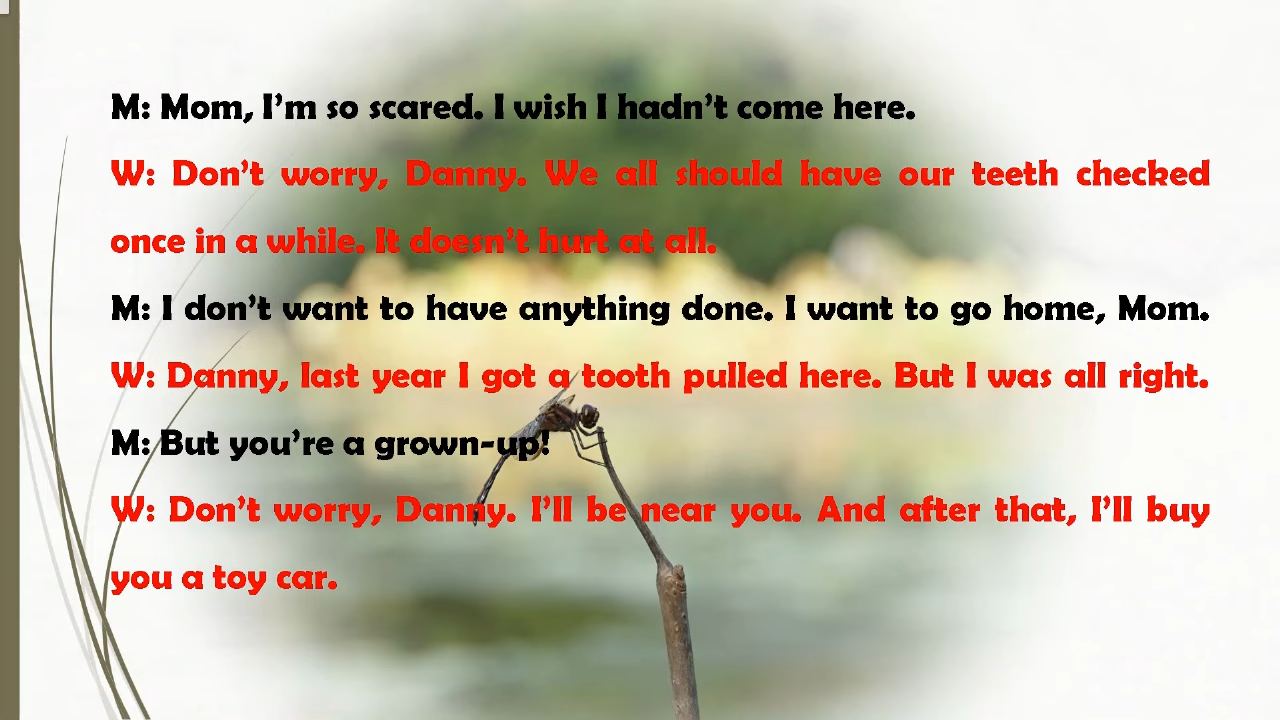 M: Mom, I’m so scared. I wish I hadn’t come here.
W: Don’t worry, Danny. We all should have our teeth checked
once in a while. It doesn’t hurt at all.
M: I don’t want to have anything done. I want to go home, Mom.
W: Danny, last year I got a tooth pulled here. But I was all right.
M: But you’re a grown-up!
W: Don’t worry, Danny. I’ll be near you. And after that, I’ll buy
you a toy car.